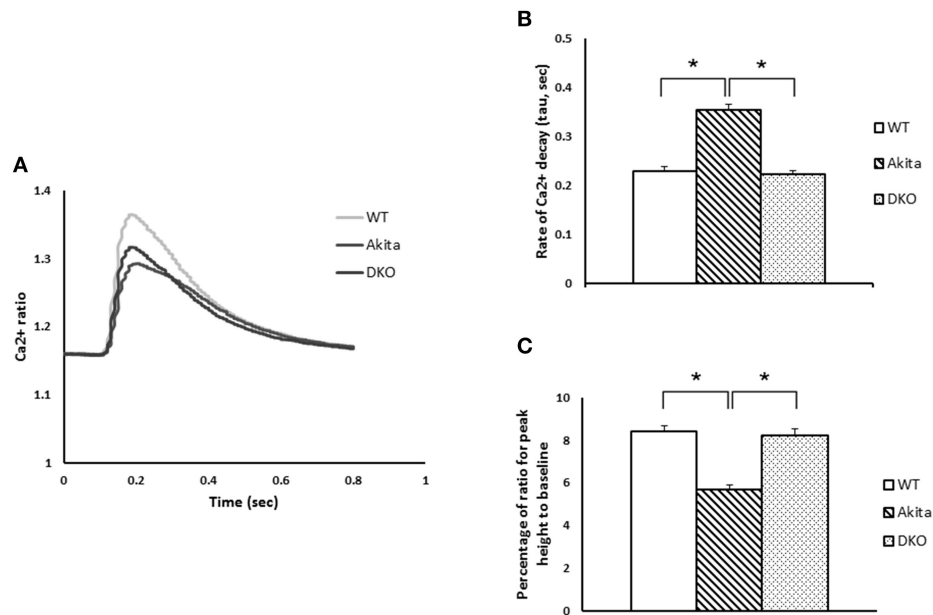 A
1.4
1.3
1.2
1.1
1
Ca2+ ratio
0
0.2
0.4
0.6
0.8
1
Time (sec)
WT
Akita
DKO
B
0.5
0.4
0.3
0.2
0.1
0
Rate of Ca2+ decay (tau, sec)
*
*
WT
Akita
DKO
C
10
8
6
4
2
0
Percentage of ratio for peak
height to baseline
*
*
WT
Akita
DKO